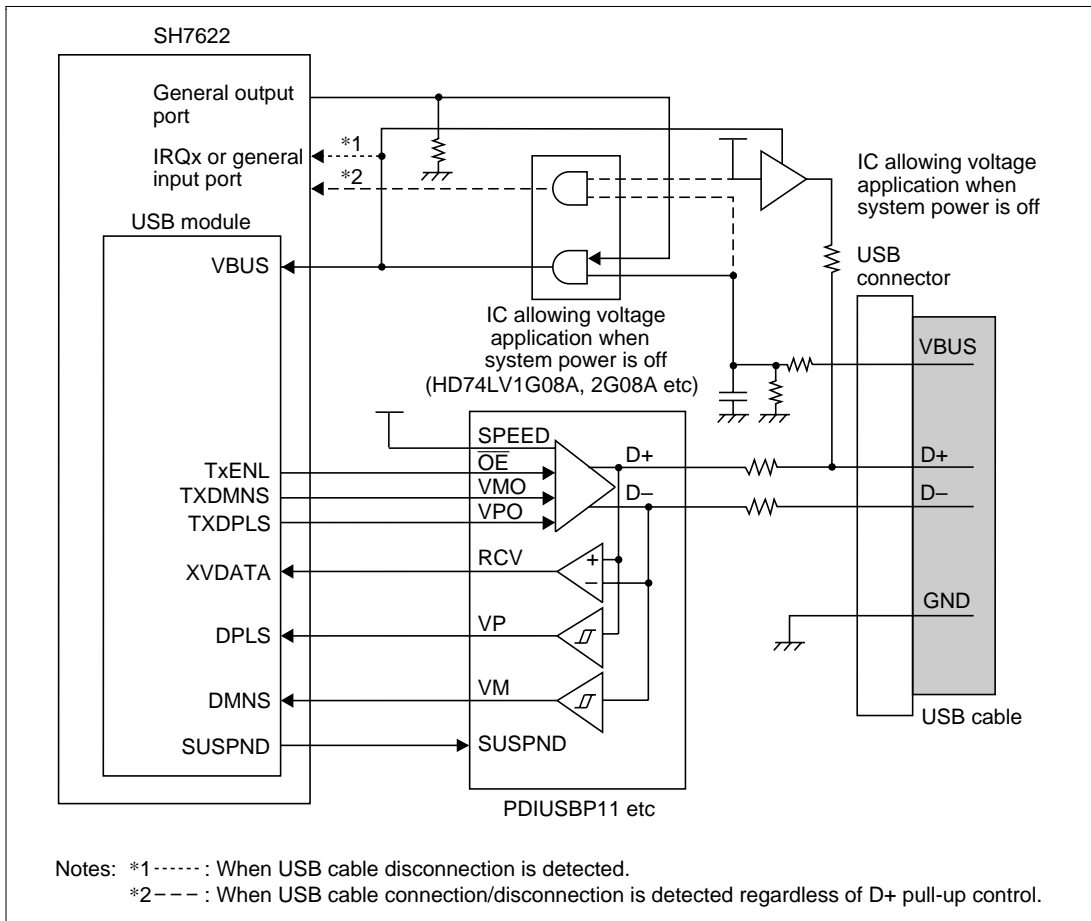 SH7622
General output
port
IRQx or general
input port
*1
*2
IC allowing voltage
application when
system power is off
USB module
VBUS
USB
connector
IC allowing voltage
application when
system power is off
(HD74LV1G08A, 2G08A etc)
VBUS
SPEED
TxENL
OE
D+
D+
TXDMNS
VMO
D–
D–
TXDPLS
VPO
XVDATA
RCV
+
–
GND
DPLS
VP
DMNS
VM
USB cable
SUSPND
SUSPND
PDIUSBP11 etc
Notes: *1 ------ : When USB cable disconnection is detected.
*2 – – – : When USB cable connection/disconnection is detected regardless of D+ pull-up control.